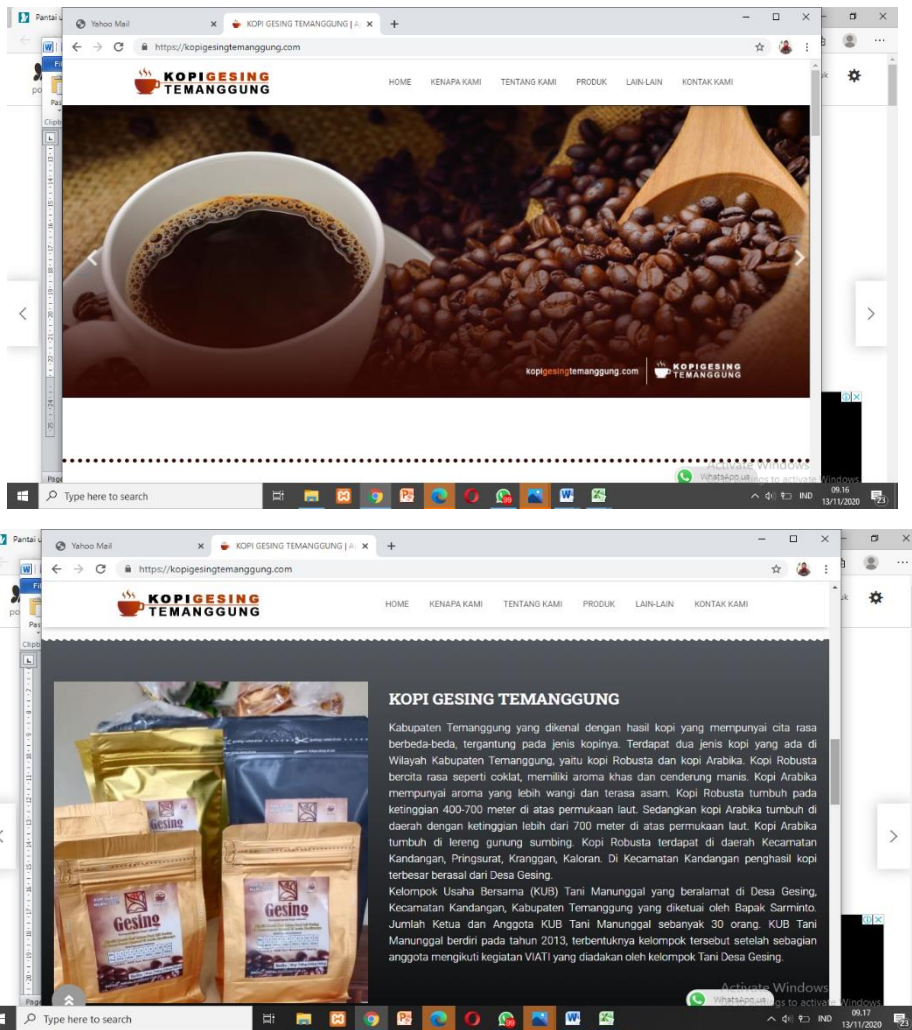 Pantai u
Yahoo Mail
KOPI GESING TEMANGGUNG | A
https://kopigesingtemanggung.com
KOPIGESING
TEMANGGUNG
HOME KENAPA KAMI TENTANG KAMI PRODUK LAIN-LAIN KONTAK KAMI
kopigesingtemanggung.com
KOPIGESING
TEMANGGUNG
Activate Windows
WhatsApp us
Page
Type here to search
IND
09.16
13/11/2020
Pantai u
Yahoo Mail
KOPI GESING TEMANGGUNG | A
https://kopigesingtemanggung.com
KOPIGESING
TEMANGGUNG
HOME KENAPA KAMI TENTANG KAMI PRODUK LAIN-LAIN KONTAK KAMI
KOPI GESING TEMANGGUNG
Kabupaten Temanggung yang dikenal dengan hasil kopi yang mempunyai cita rasa
berbeda-beda, tergantung pada jenis kopinya. Terdapat dua jenis kopi yang ada di
Wilayah Kabupaten Temanggung, yaitu kopi Robusta dan kopi Arabika. Kopi Robusta
bercita rasa seperti coklat, memiliki aroma khas dan cenderung manis. Kopi Arabika
mempunyai aroma yang lebih wangi dan terasa asam. Kopi Robusta tumbuh pada
ketinggian 400-700 meter di atas permukaan laut. Sedangkan kopi Arabika tumbuh di
daerah dengan ketinggian lebih dari 700 meter di atas permukaan laut. Kopi Arabika
tumbuh di lereng gunung sumbing. Kopi Robusta terdapat di daerah Kecamatan
Kandangan, Pringsurat, Kranggan, Kaloran. Di Kecamatan Kandangan penghasil kopi
terbesar berasal dari Desa Gesing.
Kelompok Usaha Bersama (KUB) Tani Manunggal yang beralamat di Desa Gesing,
Kecamatan Kandangan, Kabupaten Temanggung yang diketuai oleh Bapak Sarminto.
Jumlah Ketua dan Anggota KUB Tani Manunggal sebanyak 30 orang. KUB Tani
Manunggal berdiri pada tahun 2013, terbentuknya kelompok tersebut setelah sebagian
anggota mengikuti kegiatan VIATI yang diadakan oleh kelompok Tani Desa Gesing.
Gesing
Gesing
Gesing
Activate Windows
WhatsApp us
Page
Type here to search
IND
09.17
13/11/2020